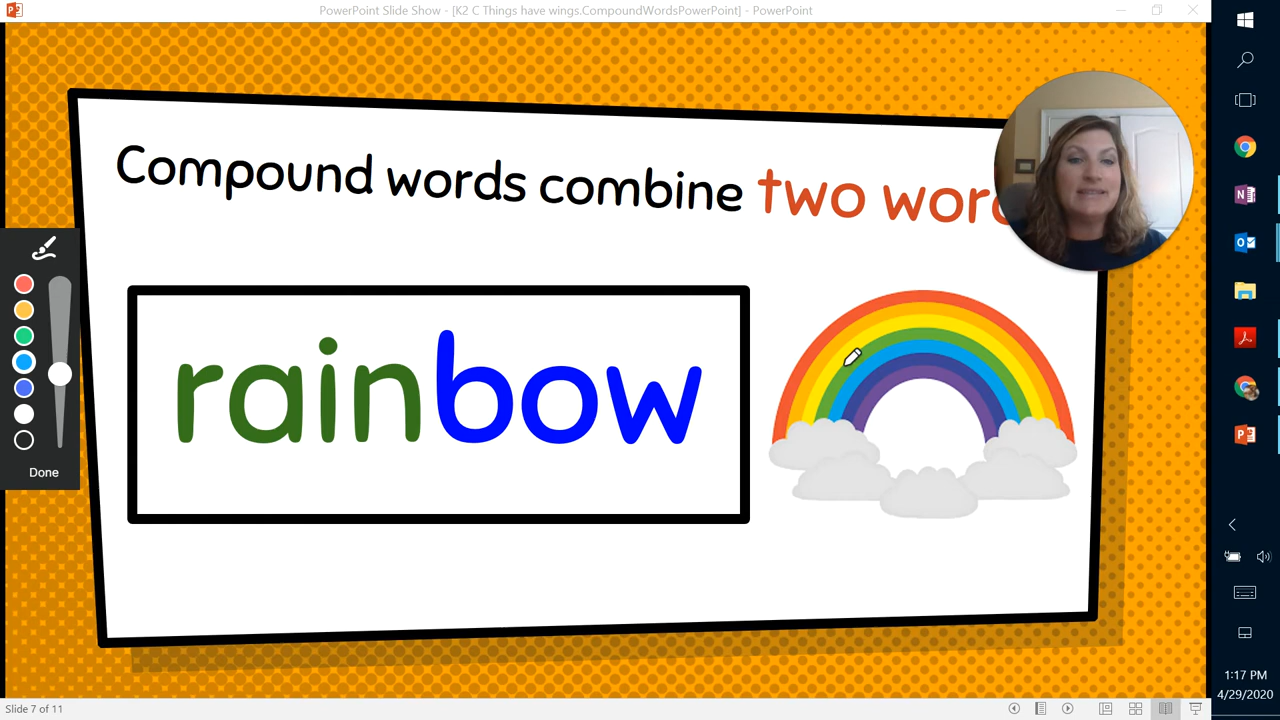 PowerPoint Slide Show - [K2 C Things have wings.CompoundWordsPowerPoint] - PowerPoint
Compound words combine two wor
rainbow
Done
Slide 7 of 11
1:17 PM
4/29/2020